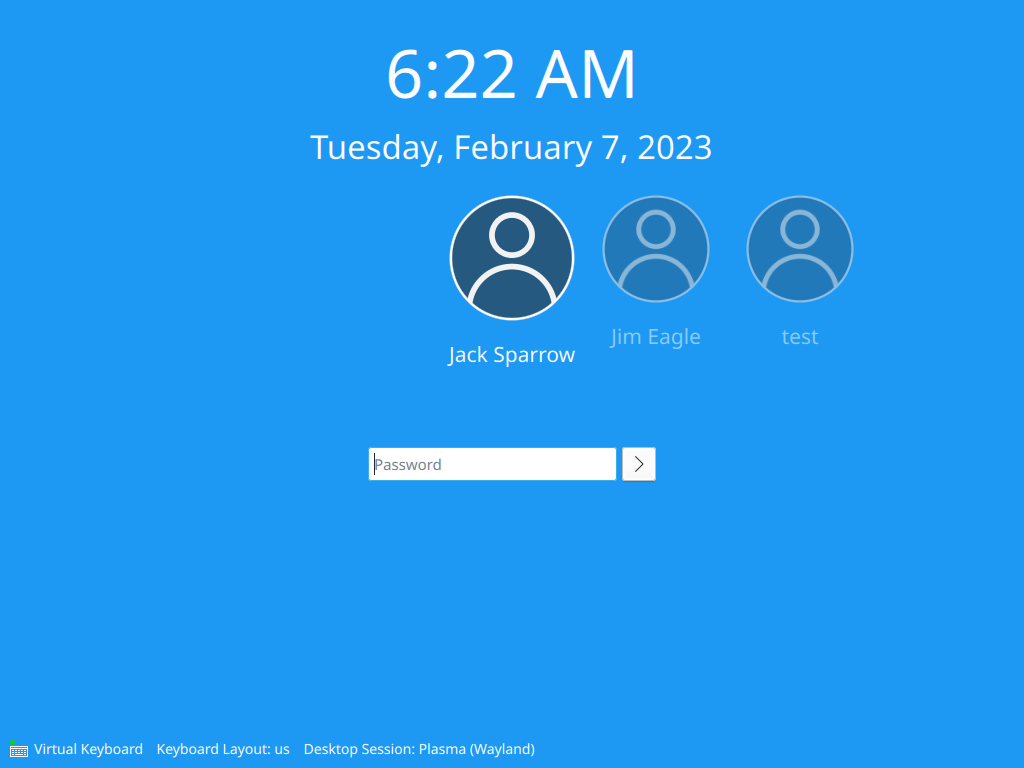 6:22 AM
Tuesday, February 7, 2023
Jack Sparrow
Jim Eagle
test
Password
Virtual Keyboard Keyboard Layout: us Desktop Session: Plasma (Wayland)